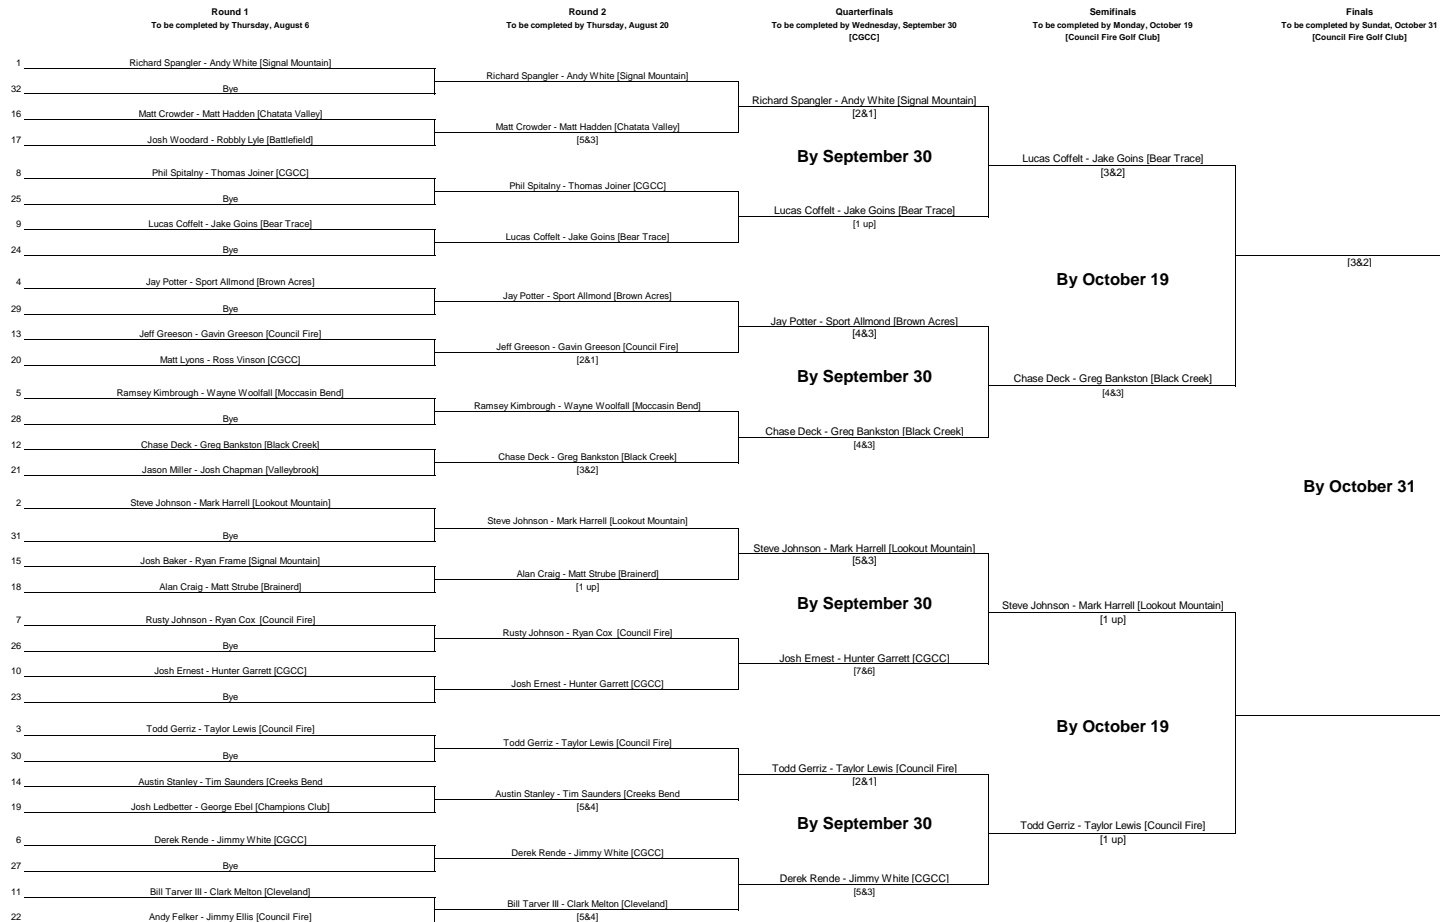 Round 1
To be completed by Thursday, August 6
Round 2
To be completed by Thursday, August 20
Quarterfinals
To be completed by Wednesday, September 30
[CGCC]
Semifinals
To be completed by Monday, October 19
[Council Fire Golf Club]
Finals
To be completed by Sundat, October 31
[Council Fire Golf Club]
1 Richard Spangler - Andy White [Signal Mountain]
32 Bye
16 Matt Crowder - Matt Hadden [Chatata Valley]
17 Josh Woodard - Robbly Lyle [Battlefield]
8 Phil Spitalny - Thomas Joiner [CGCC]
25 Bye
9 Lucas Coffelt - Jake Goins [Bear Trace]
24 Bye
4 Jay Potter - Sport Allmond [Brown Acres]
29 Bye
13 Jeff Greeson - Gavin Greeson [Council Fire]
20 Matt Lyons - Ross Vinson [CGCC]
5 Ramsey Kimbrough - Wayne Woolfall [Moccasin Bend]
28 Bye
12 Chase Deck - Greg Bankston [Black Creek]
21 Jason Miller - Josh Chapman [Valleybrook]
2 Steve Johnson - Mark Harrell [Lookout Mountain]
31 Bye
15 Josh Baker - Ryan Frame [Signal Mountain]
18 Alan Craig - Matt Strube [Brainerd]
7 Rusty Johnson - Ryan Cox [Council Fire]
26 Bye
10 Josh Ernest - Hunter Garrett [CGCC]
23 Bye
3 Todd Gerriz - Taylor Lewis [Council Fire]
30 Bye
14 Austin Stanley - Tim Saunders [Creeks Bend
19 Josh Ledbetter - George Ebel [Champions Club]
6 Derek Rende - Jimmy White [CGCC]
27 Bye
11 Bill Tarver III - Clark Melton [Cleveland]
22 Andy Felker - Jimmy Ellis [Council Fire]
Richard Spangler - Andy White [Signal Mountain]
Matt Crowder - Matt Hadden [Chatata Valley]
[5&3]
Phil Spitalny - Thomas Joiner [CGCC]
Lucas Coffelt - Jake Goins [Bear Trace]
Jay Potter - Sport Allmond [Brown Acres]
Jeff Greeson - Gavin Greeson [Council Fire]
[2&1]
Ramsey Kimbrough - Wayne Woolfall [Moccasin Bend]
Chase Deck - Greg Bankston [Black Creek]
[3&2]
Steve Johnson - Mark Harrell [Lookout Mountain]
Alan Craig - Matt Strube [Brainerd]
[1 up]
Rusty Johnson - Ryan Cox [Council Fire]
Josh Ernest - Hunter Garrett [CGCC]
Todd Gerriz - Taylor Lewis [Council Fire]
Austin Stanley - Tim Saunders [Creeks Bend
[5&4]
Derek Rende - Jimmy White [CGCC]
Bill Tarver III - Clark Melton [Cleveland]
[5&4]
Richard Spangler - Andy White [Signal Mountain]
[2&1]
By September 30
Lucas Coffelt - Jake Goins [Bear Trace]
[1 up]
Jay Potter - Sport Allmond [Brown Acres]
[4&3]
By September 30
Chase Deck - Greg Bankston [Black Creek]
[4&3]
Steve Johnson - Mark Harrell [Lookout Mountain]
[5&3]
By September 30
Josh Ernest - Hunter Garrett [CGCC]
[7&6]
Todd Gerriz - Taylor Lewis [Council Fire]
[2&1]
By September 30
Derek Rende - Jimmy White [CGCC]
[5&3]
Lucas Coffelt - Jake Goins [Bear Trace]
[3&2]
By October 19
Chase Deck - Greg Bankston [Black Creek]
[4&3]
Steve Johnson - Mark Harrell [Lookout Mountain]
[1 up]
By October 19
Todd Gerriz - Taylor Lewis [Council Fire]
[1 up]
[3&2]
By October 31